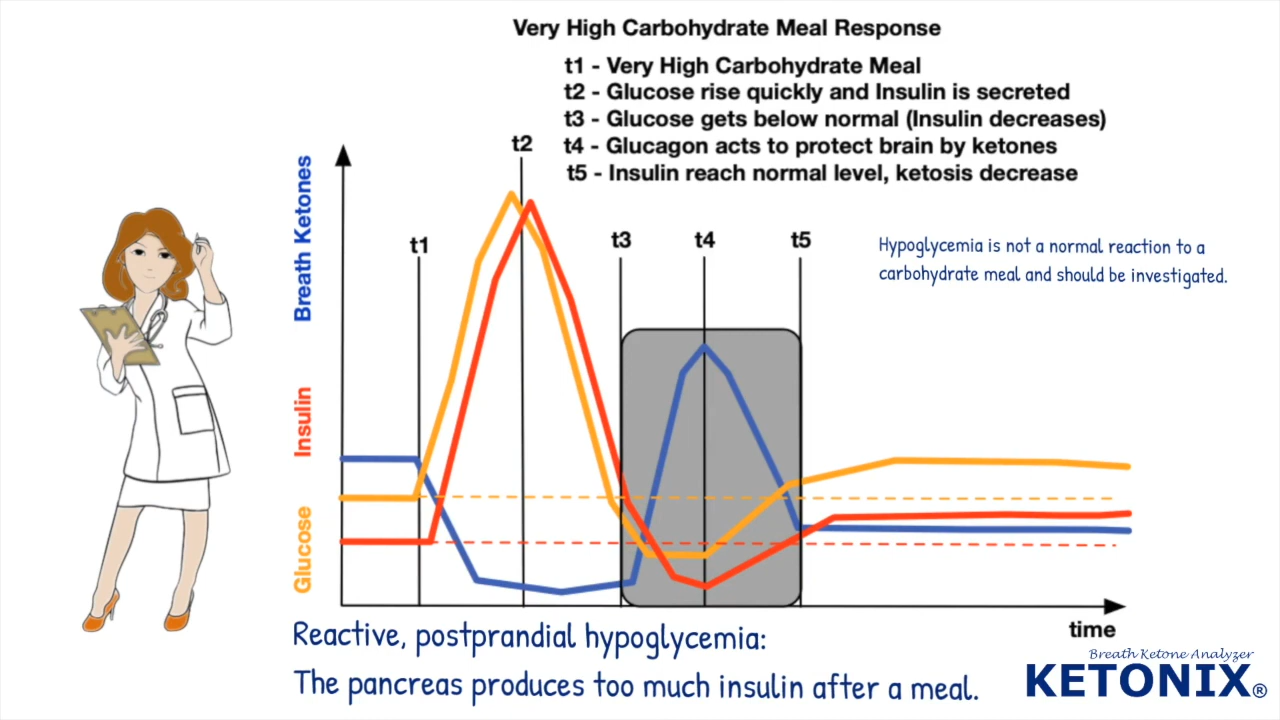 Very High Carbohydrate Meal Response
t1 - Very High Carbohydrate Meal
t2 - Glucose rise quickly and Insulin is secreted
t3 - Glucose gets below normal (Insulin decreases)
t4 - Glucagon acts to protect brain by ketones
t5 - Insulin reach normal level, ketosis decrease
Breath Ketones
Insulin
Glucose
t1
t2
t3
t4
t5
Hypoglycemia is not a normal reaction to a
carbohydrate meal and should be investigated.
time
Reactive, postprandial hypoglycemia:
The pancreas produces too much insulin after a meal.
Breath Ketone Analyzer
KETONIX®